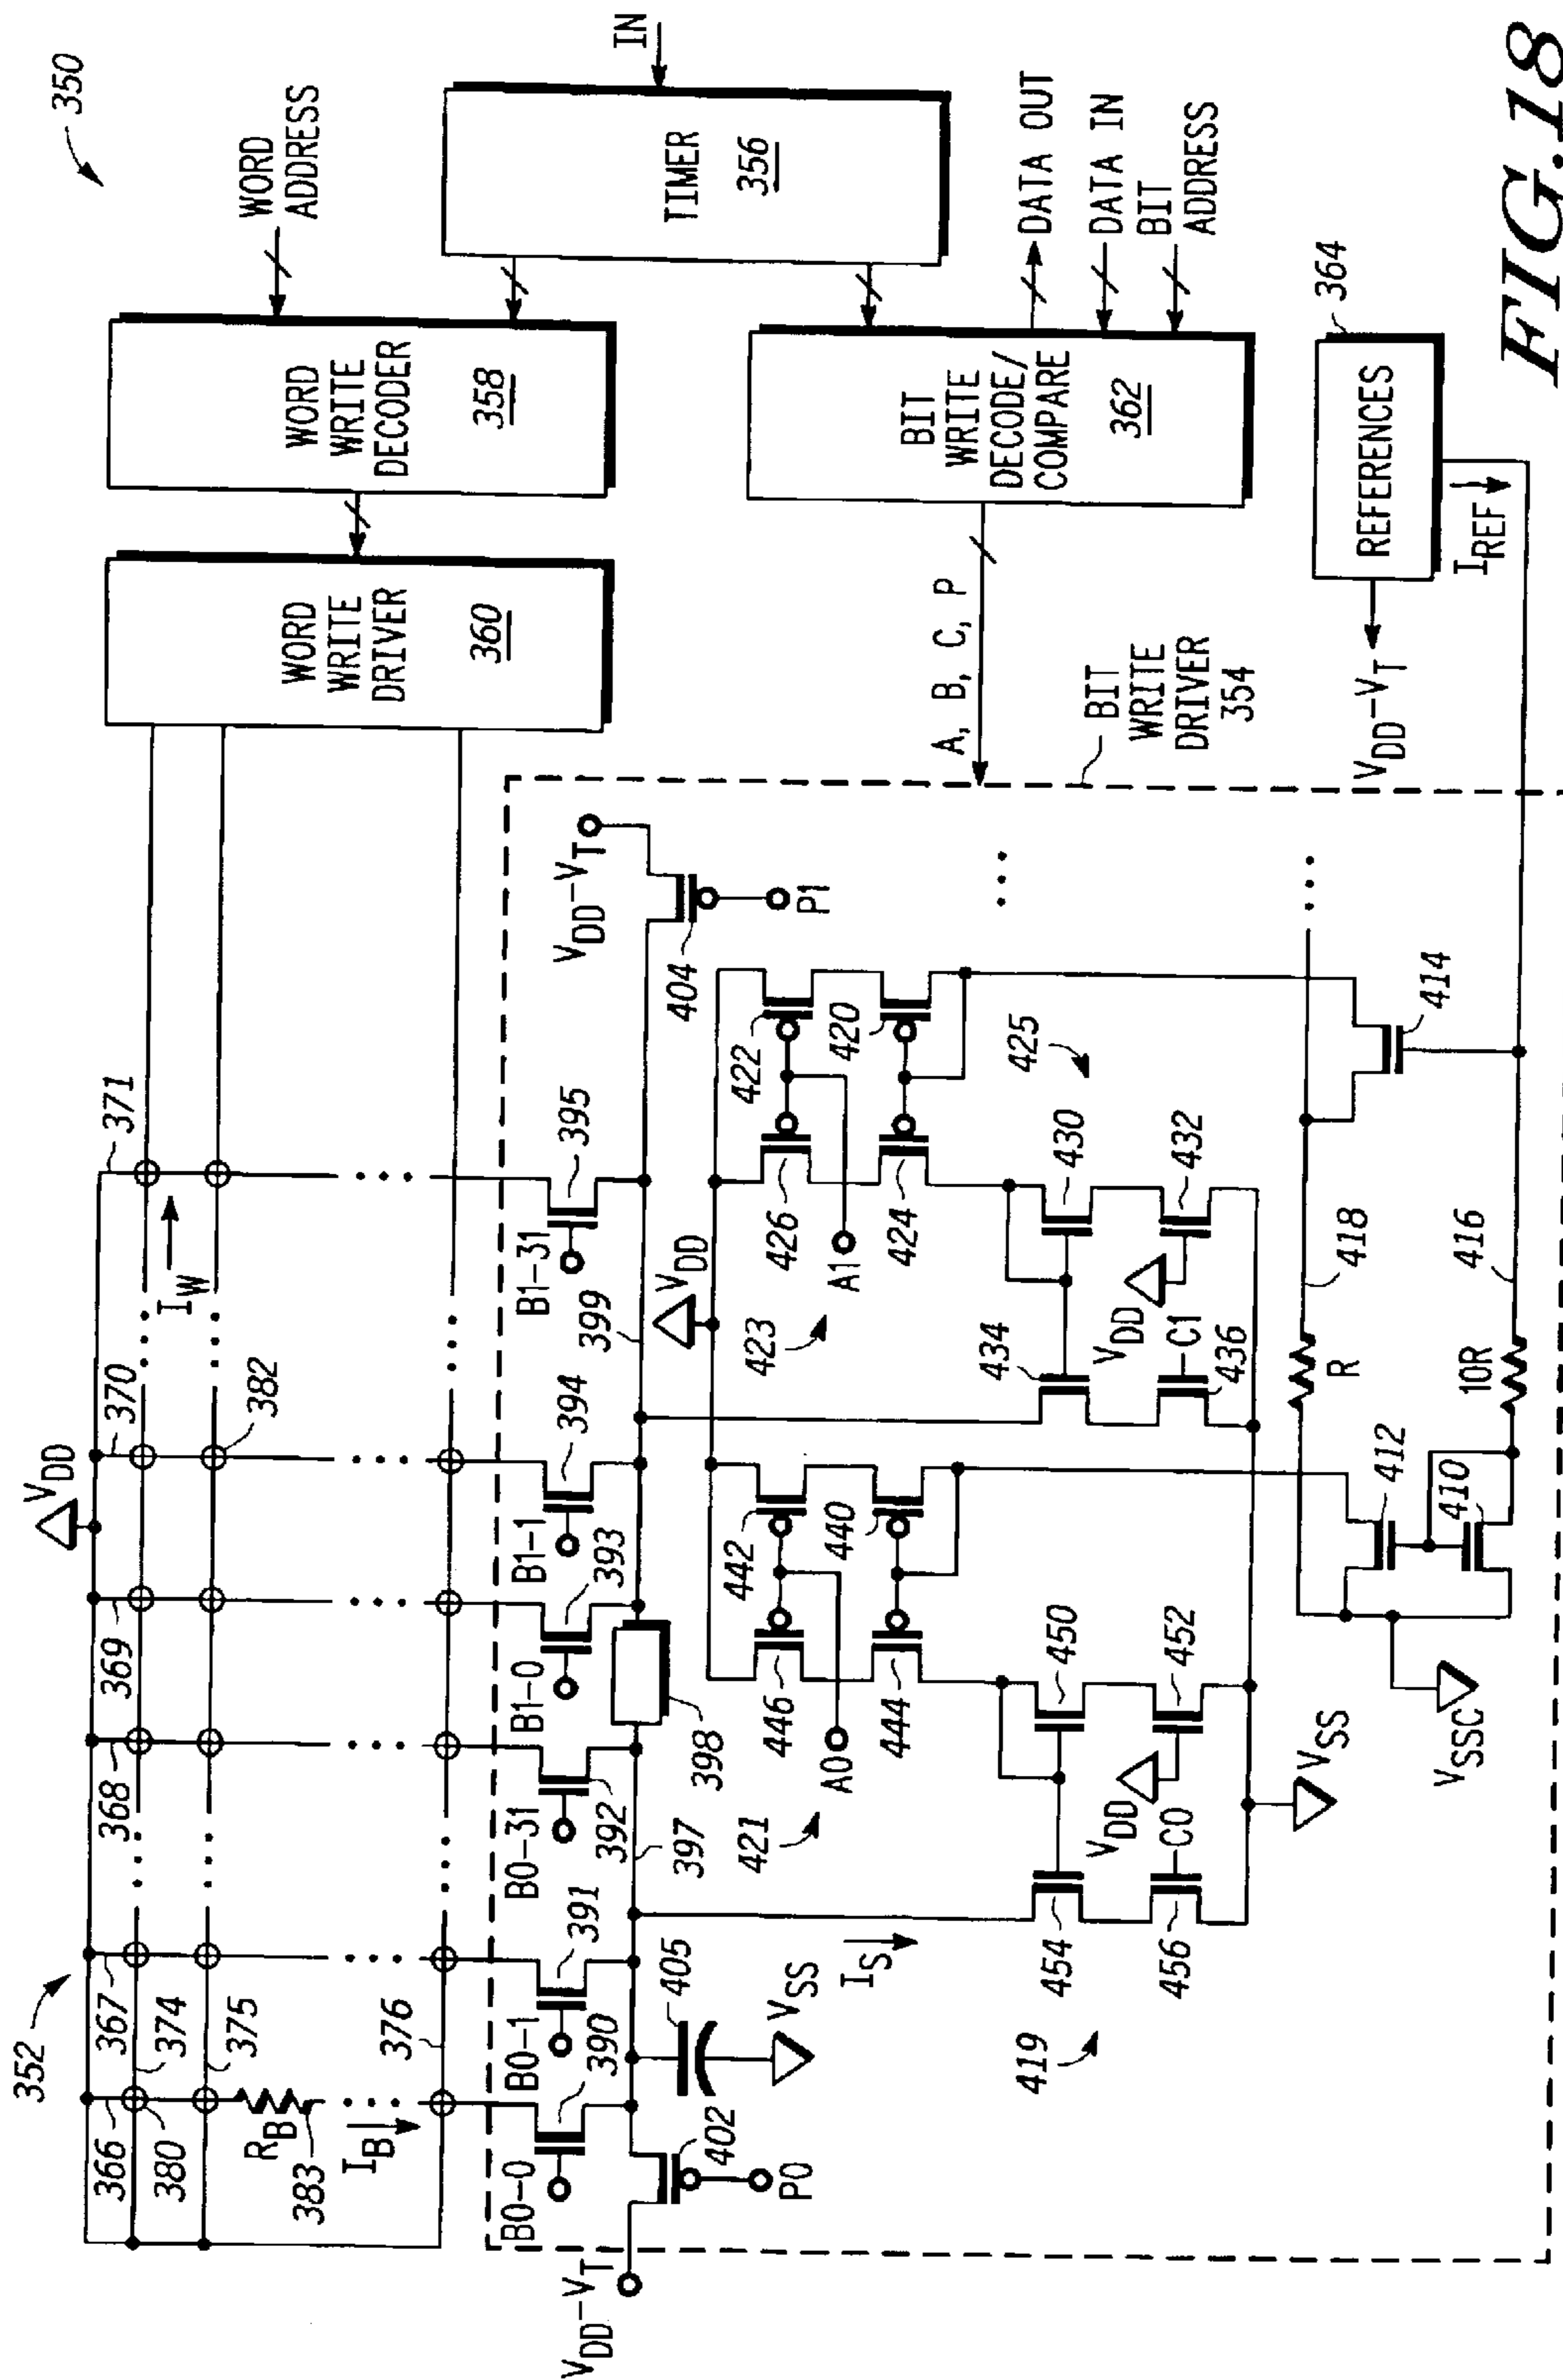 350
352
V_DD
WORD
ADDRESS
IN
366
367
368
369
370
371
374
375
376
380
382
R_B
383
I_B
I_W
WORD
WRITE
DRIVER
360
WORD
WRITE
DECODER
358
TIMER
356
B0-0
390
B0-1
391
B0-31
392
B1-0
393
B1-1
394
B1-31
395
V_DD-V_T
402
P0
405
V_SS
397
398
399
V_DD-V_T
404
P1
A, B, C, P
BIT
WRITE
DECODE/
COMPARE
362
DATA OUT
DATA IN
BIT
ADDRESS
BIT
WRITE
DRIVER
354
419
I_S
421
423
425
V_DD
446
442
A0
444
440
426
422
A1
424
420
454
V_DD
450
456
C0
452
434
V_DD
430
436
C1
432
V_SS
V_SSC
412
410
R
10R
418
416
414
REFERENCES
364
V_DD-V_T
I_REF
FIG.18